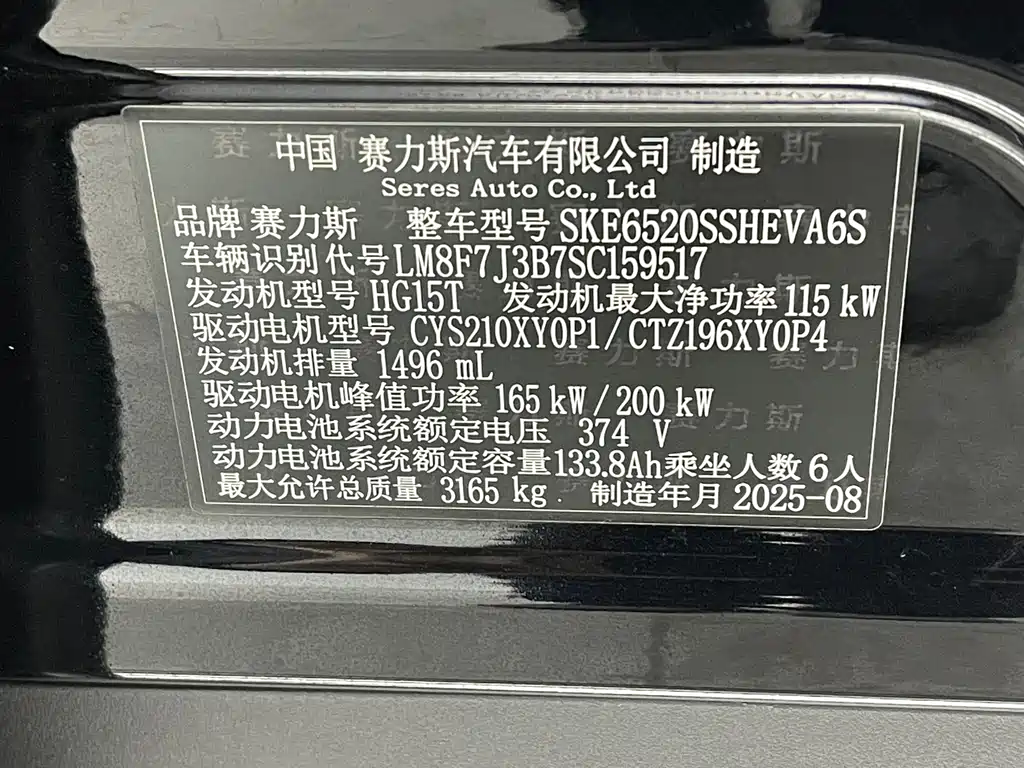 中国 赛力斯汽车有限公司 制造
Seres Auto Co., Ltd
品牌 赛力斯 整车型号 SKE6520SSHEVA6S
车辆识别代号 LM8F7J3B7SC159517
发动机型号 HG15T 发动机最大净功率 115 kW
驱动电机型号 CYS210XY0P1/CTZ196XY0P4
发动机排量 1496 mL
驱动电机峰值功率 165 kW/200 kW
动力电池系统额定电压 374 V
动力电池系统额定容量 133.8Ah 乘坐人数 6人
最大允许总质量 3165 kg 制造年月 2025-08